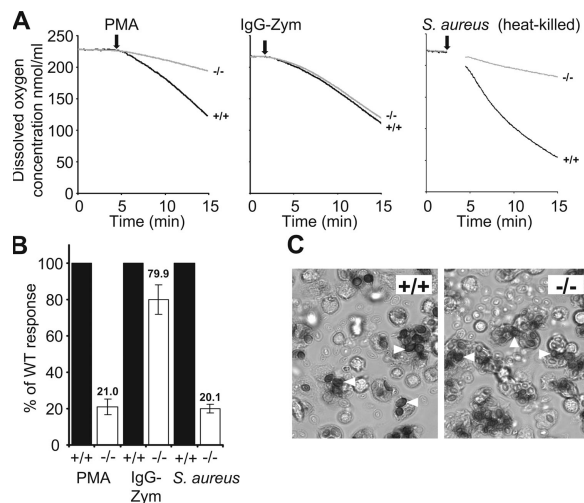 A
PMA
IgG-Zym
S. aureus (heat-killed)
Dissolved oxygen
concentration nmol/ml
250
200
150
100
50
0
-/-
+/+
-/-
+/+
-/-
+/+
0 5 10 15
0 5 10 15
0 5 10 15
Time (min)
Time (min)
Time (min)
B
% of WT response
100
80
60
40
20
0
21.0
79.9
20.1
+/+ -/- +/+ -/- +/+ -/-
PMA
IgG-
Zym
S. aureus
C
+/+
-/-